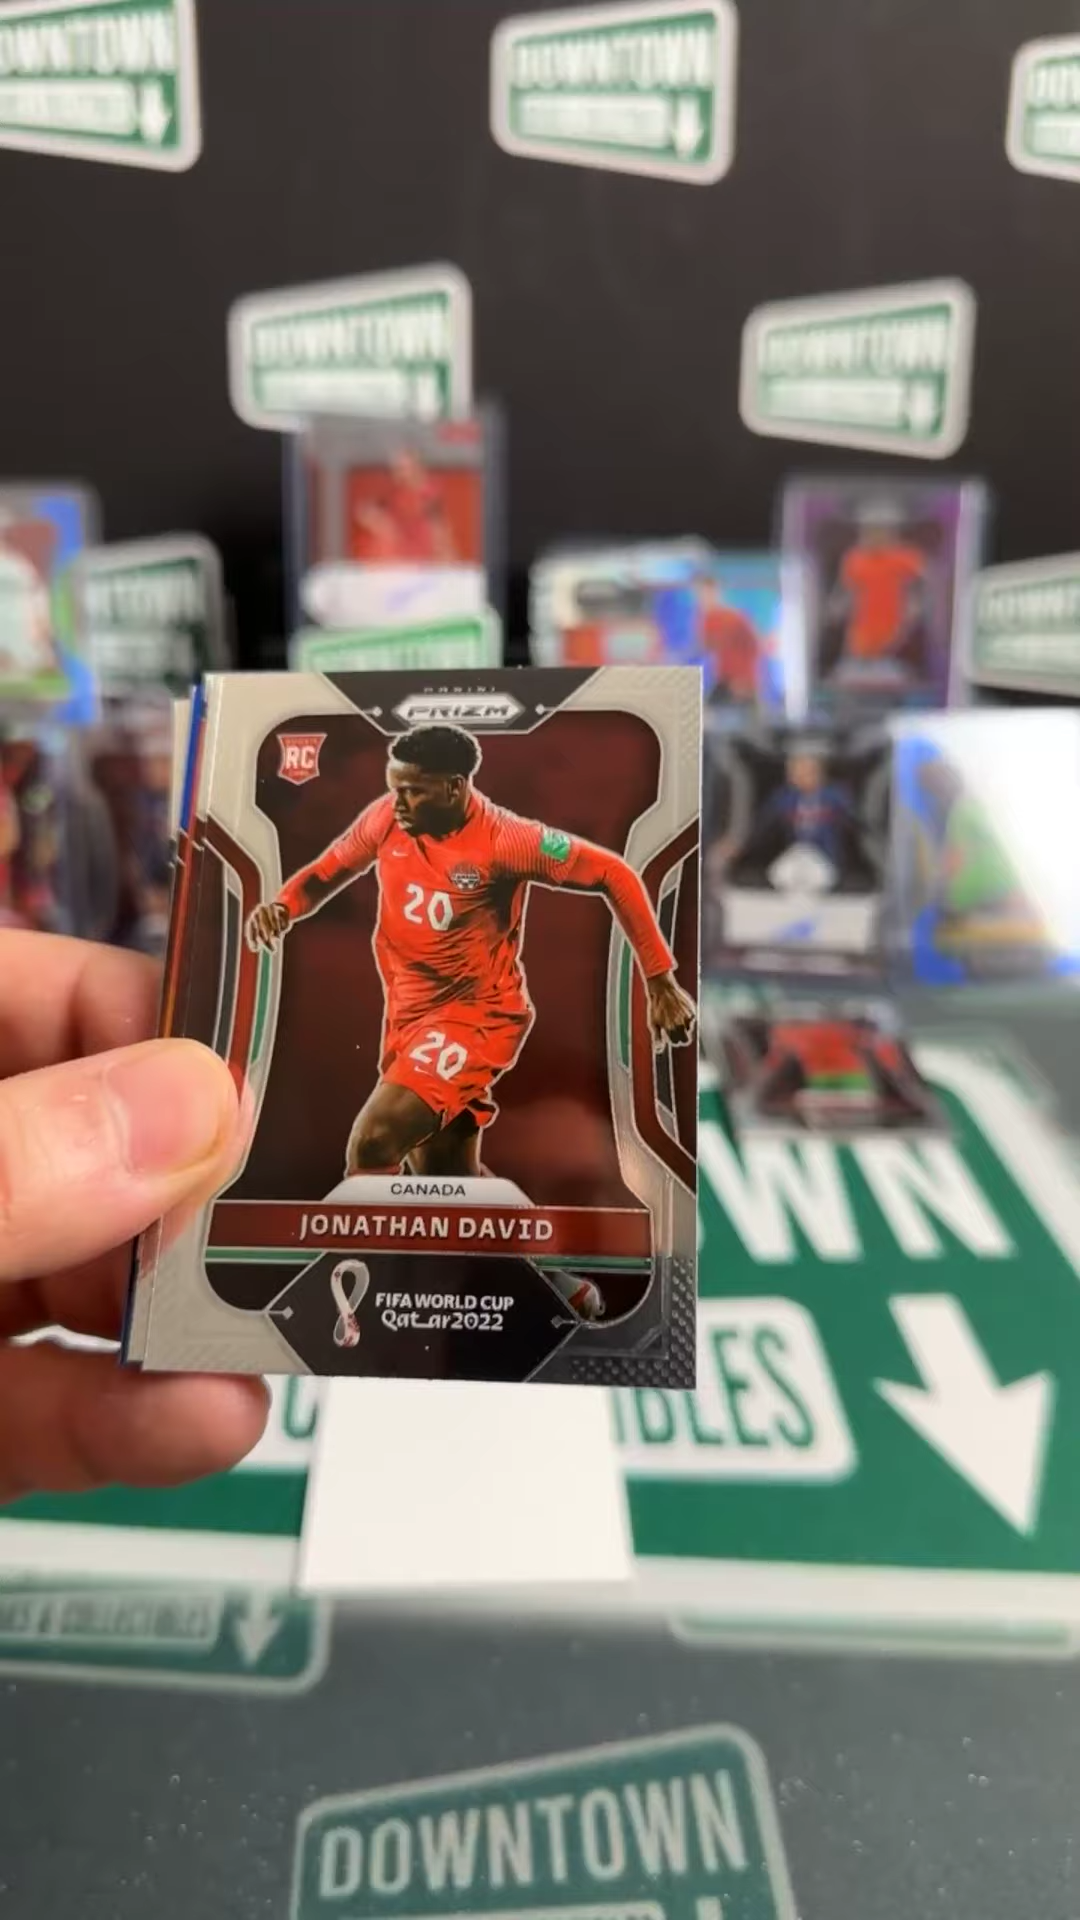 DOWNTOWN
DOWNTOWN
DOWNTOWN
DOWNTOWN
PANINI
PRIZM
RC
20
20
CANADA
JONATHAN DAVID
FIFA WORLD CUP
Qatar2022
WN
IBLES
& COLLECTIBLES
DOWNTOWN